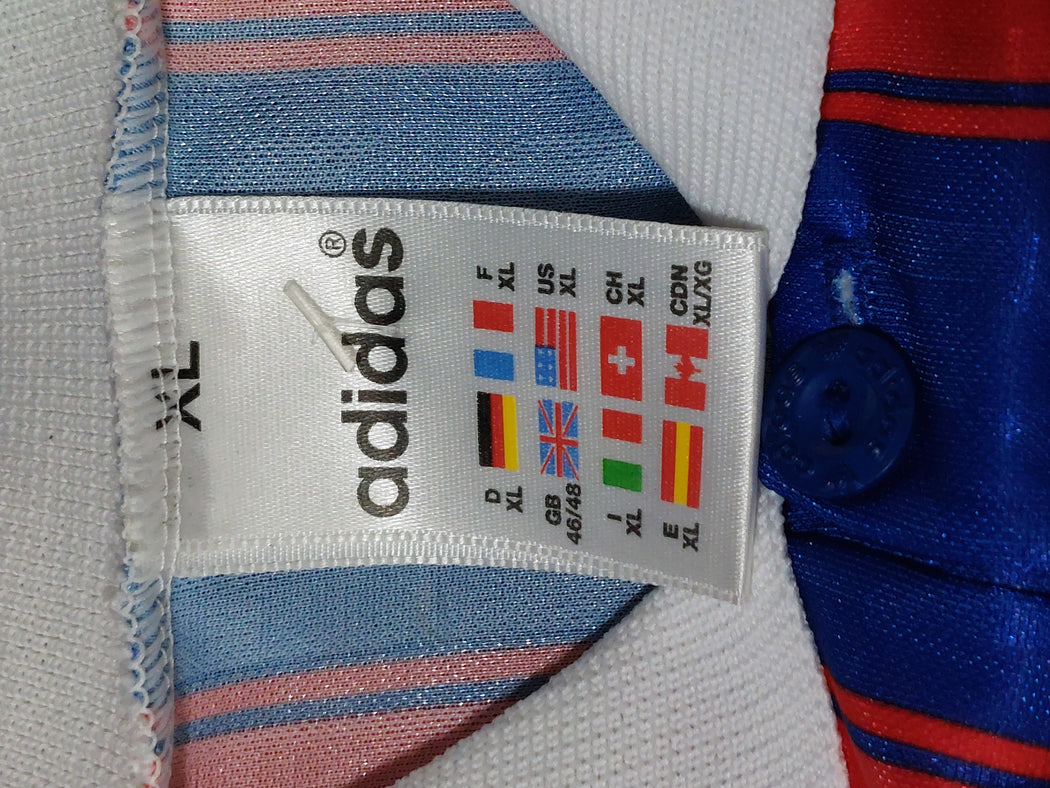 XL
adidas®
D F
XL XL
GB US
46/48 XL
I CH
XL XL
E CDN
XL XL/XG